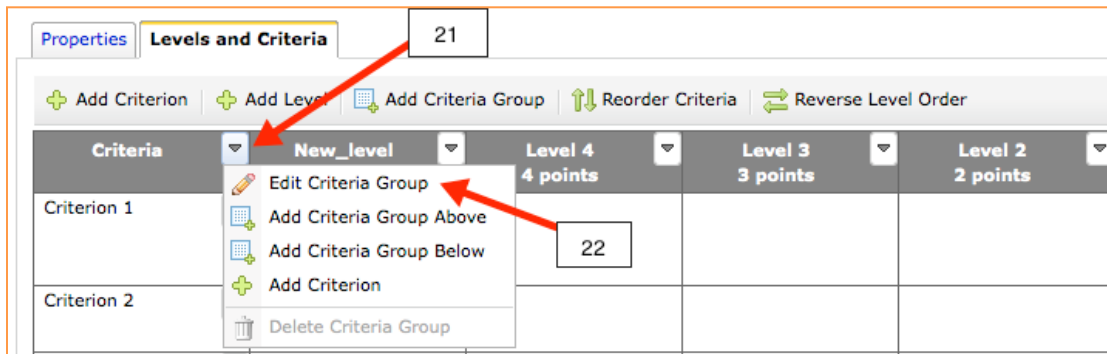 Properties Levels and Criteria 21
Add Criterion Add Level Add Criteria Group Reorder Criteria Reverse Level Order
Criteria New_level Level 4 Level 3 Level 2
4 points 3 points 2 points
Edit Criteria Group
Criterion 1
Add Criteria Group Above
Add Criteria Group Below 22
Add Criterion
Criterion 2
Delete Criteria Group